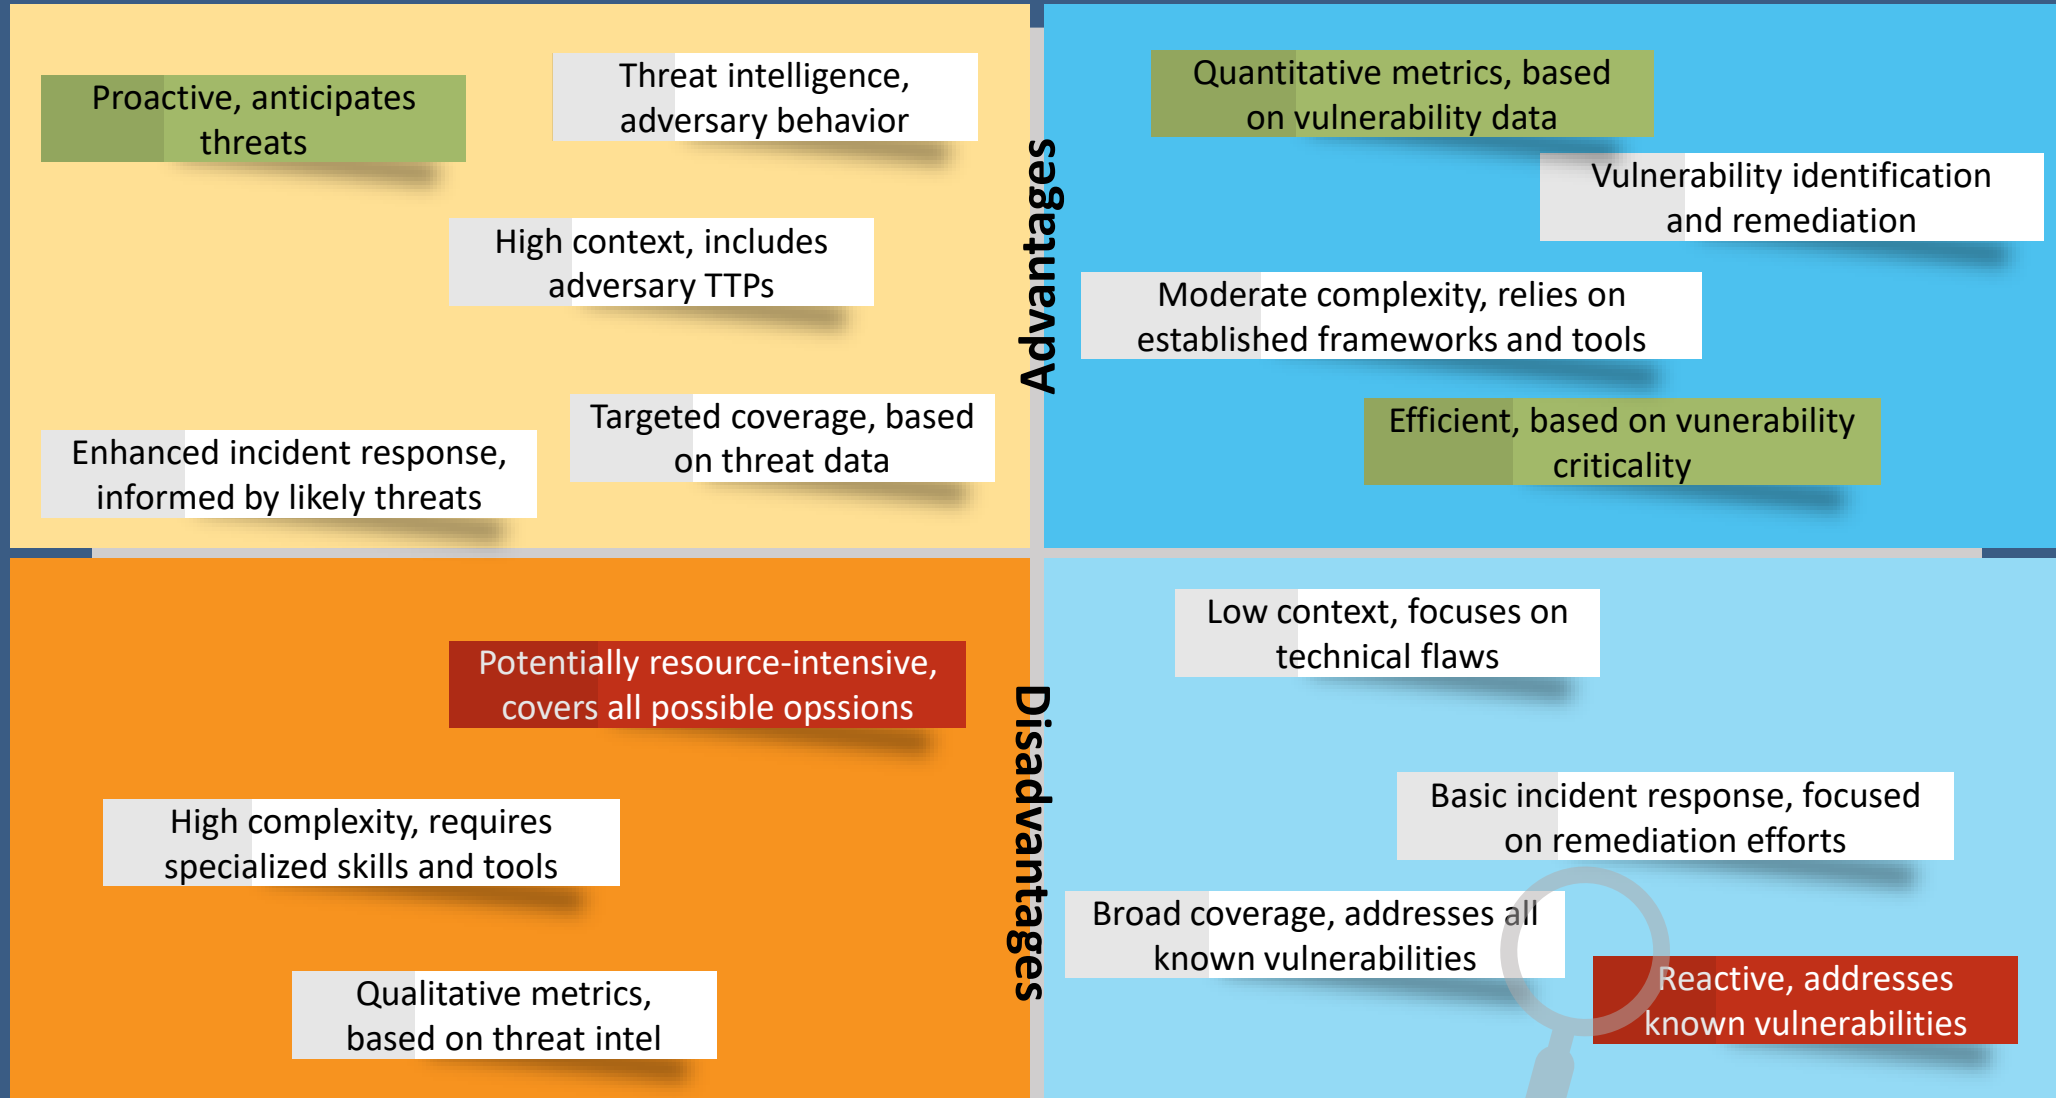 Proactive, anticipates
threats
Threat intelligence,
adversary behavior
High context, includes
adversary TTPs
Enhanced incident response,
informed by likely threats
Targeted coverage, based
on threat data
Advantages
Quantitative metrics, based
on vulnerability data
Vulnerability identification
and remediation
Moderate complexity, relies on
established frameworks and tools
Efficient, based on vunerability
criticality
Potentially resource-intensive,
covers all possible opssions
High complexity, requires
specialized skills and tools
Qualitative metrics,
based on threat intel
Disadvantages
Low context, focuses on
technical flaws
Basic incident response, focused
on remediation efforts
Broad coverage, addresses all
known vulnerabilities
Reactive, addresses
known vulnerabilities